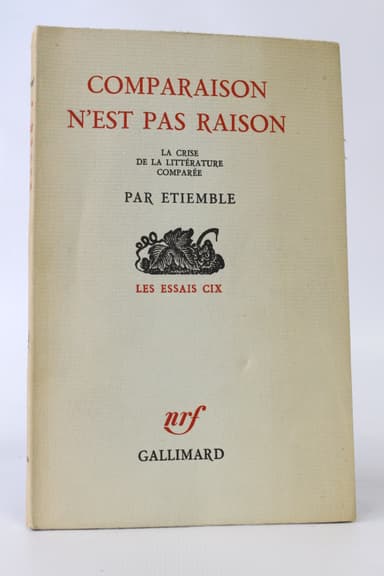 COMPARAISON
N'EST PAS RAISON
LA CRISE
DE LA LITTÉRATURE
COMPARÉE
PAR ETIEMBLE
LES ESSAIS CIX
nrf
GALLIMARD